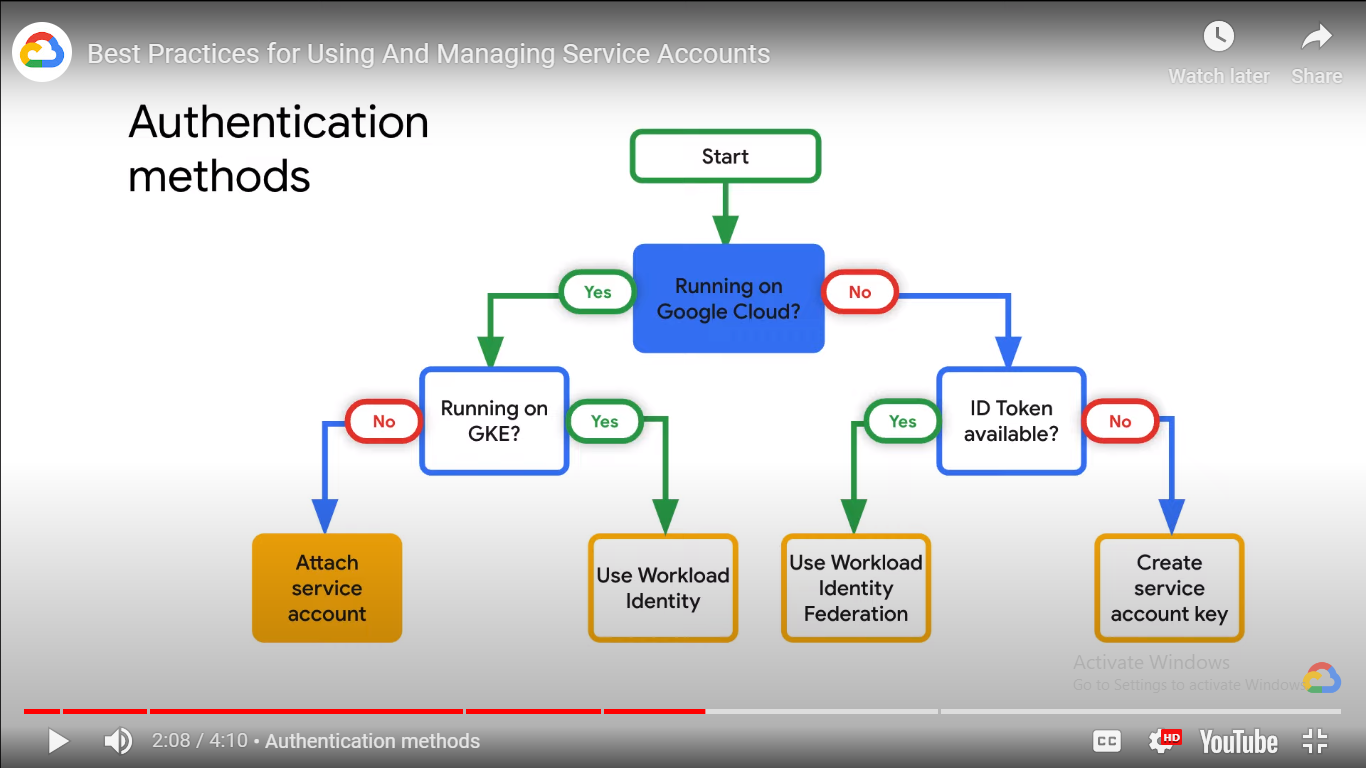 Best Practices for Using And Managing Service Accounts
Watch later
Share
Authentication
methods
Start
Running on
Google Cloud?
Yes
No
Running on
GKE?
No
Yes
ID Token
available?
Yes
No
Attach
service
account
Use Workload
Identity
Use Workload
Identity
Federation
Create
service
account key
Activate Windows
Go to Settings to activate Windows
2:08 / 4:10 • Authentication methods
CC
HD
YouTube